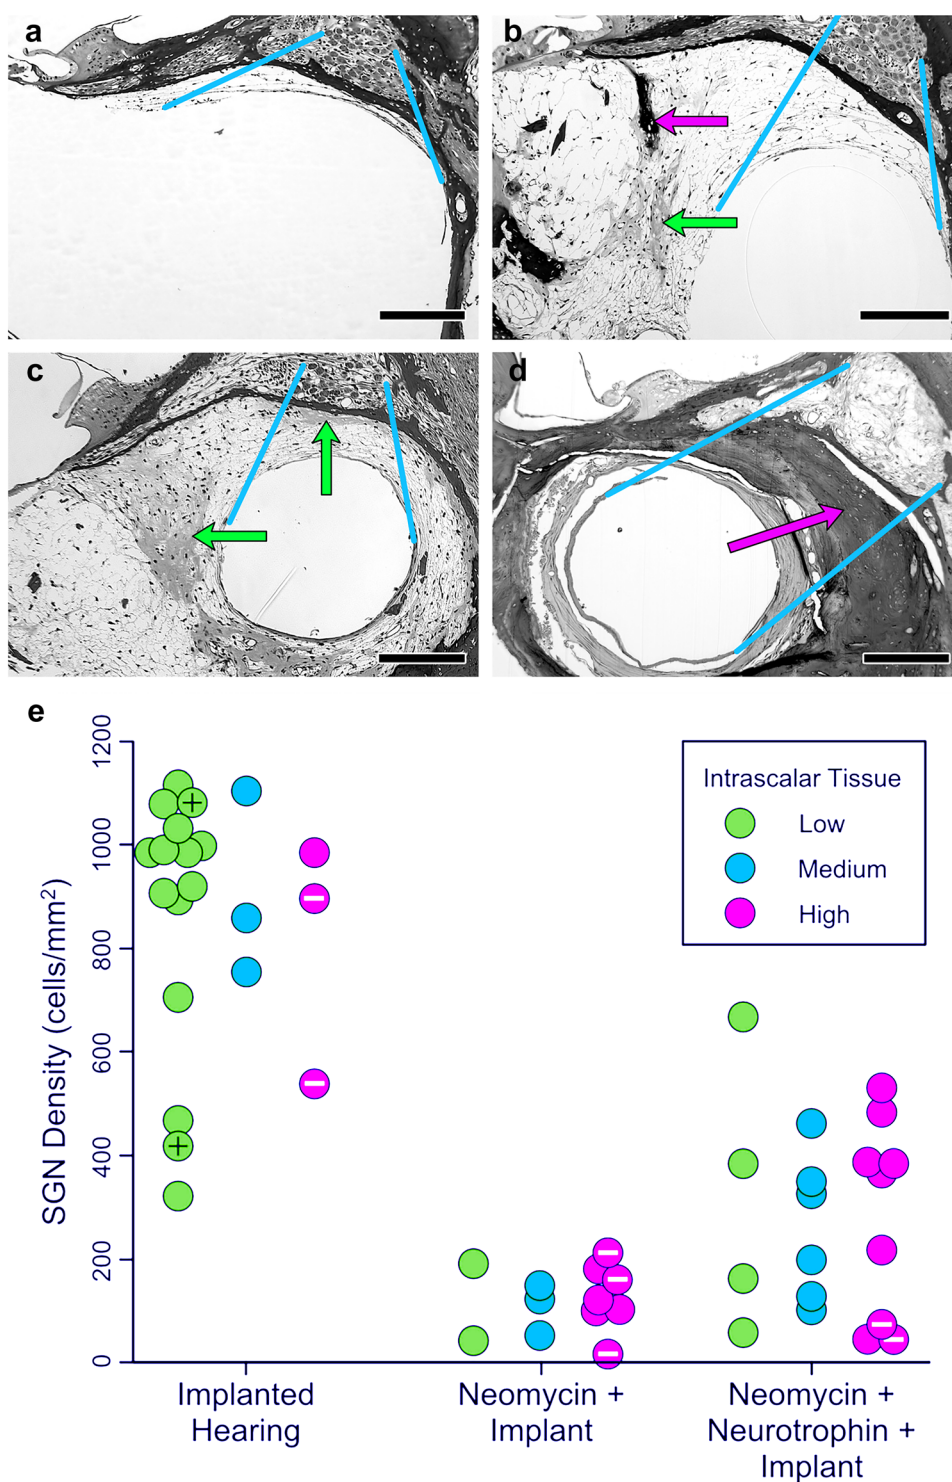 a
b
c
d
e
SGN Density (cells/mm²)
1200
1000
800
600
400
200
0
Intrascalar Tissue
Low
Medium
High
Implanted
Hearing
Neomycin +
Implant
Neomycin +
Neurotrophin +
Implant